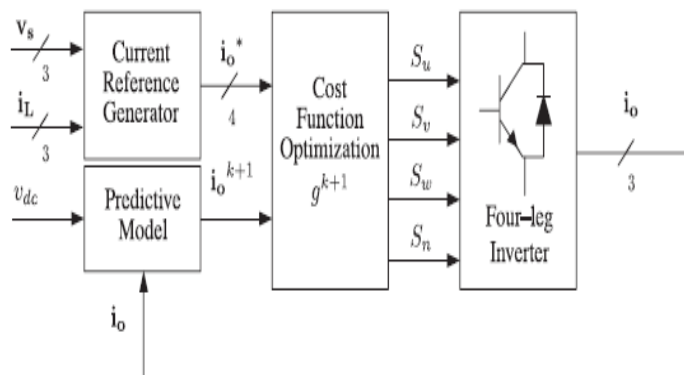 v_s
3
i_L
3
Current
Reference
Generator
i_o*
4
v_dc
Predictive
Model
i_o^{k+1}
i_o
Cost
Function
Optimization
g^{k+1}
S_u
S_v
S_w
S_n
Four–leg
Inverter
i_o
3